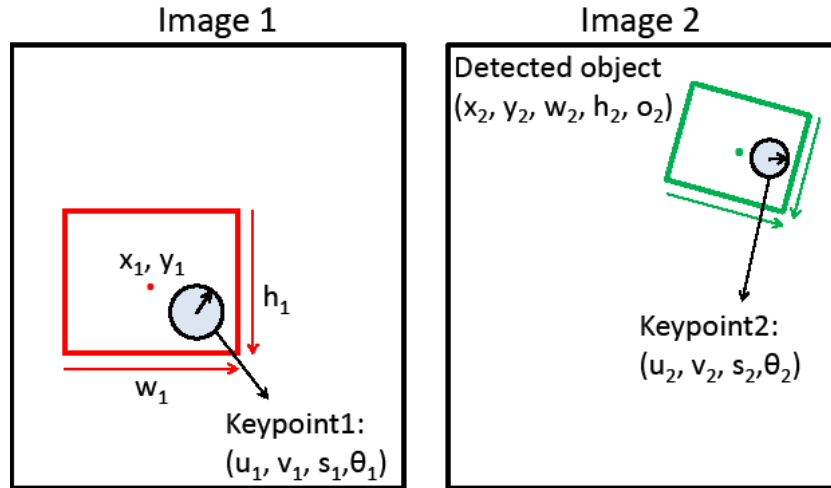 Image 1
Image 2
Detected object
(x₂, y₂, w₂, h₂, o₂)
x₁, y₁
h₁
w₁
Keypoint1:
(u₁, v₁, s₁,θ₁)
Keypoint2:
(u₂, v₂, s₂,θ₂)